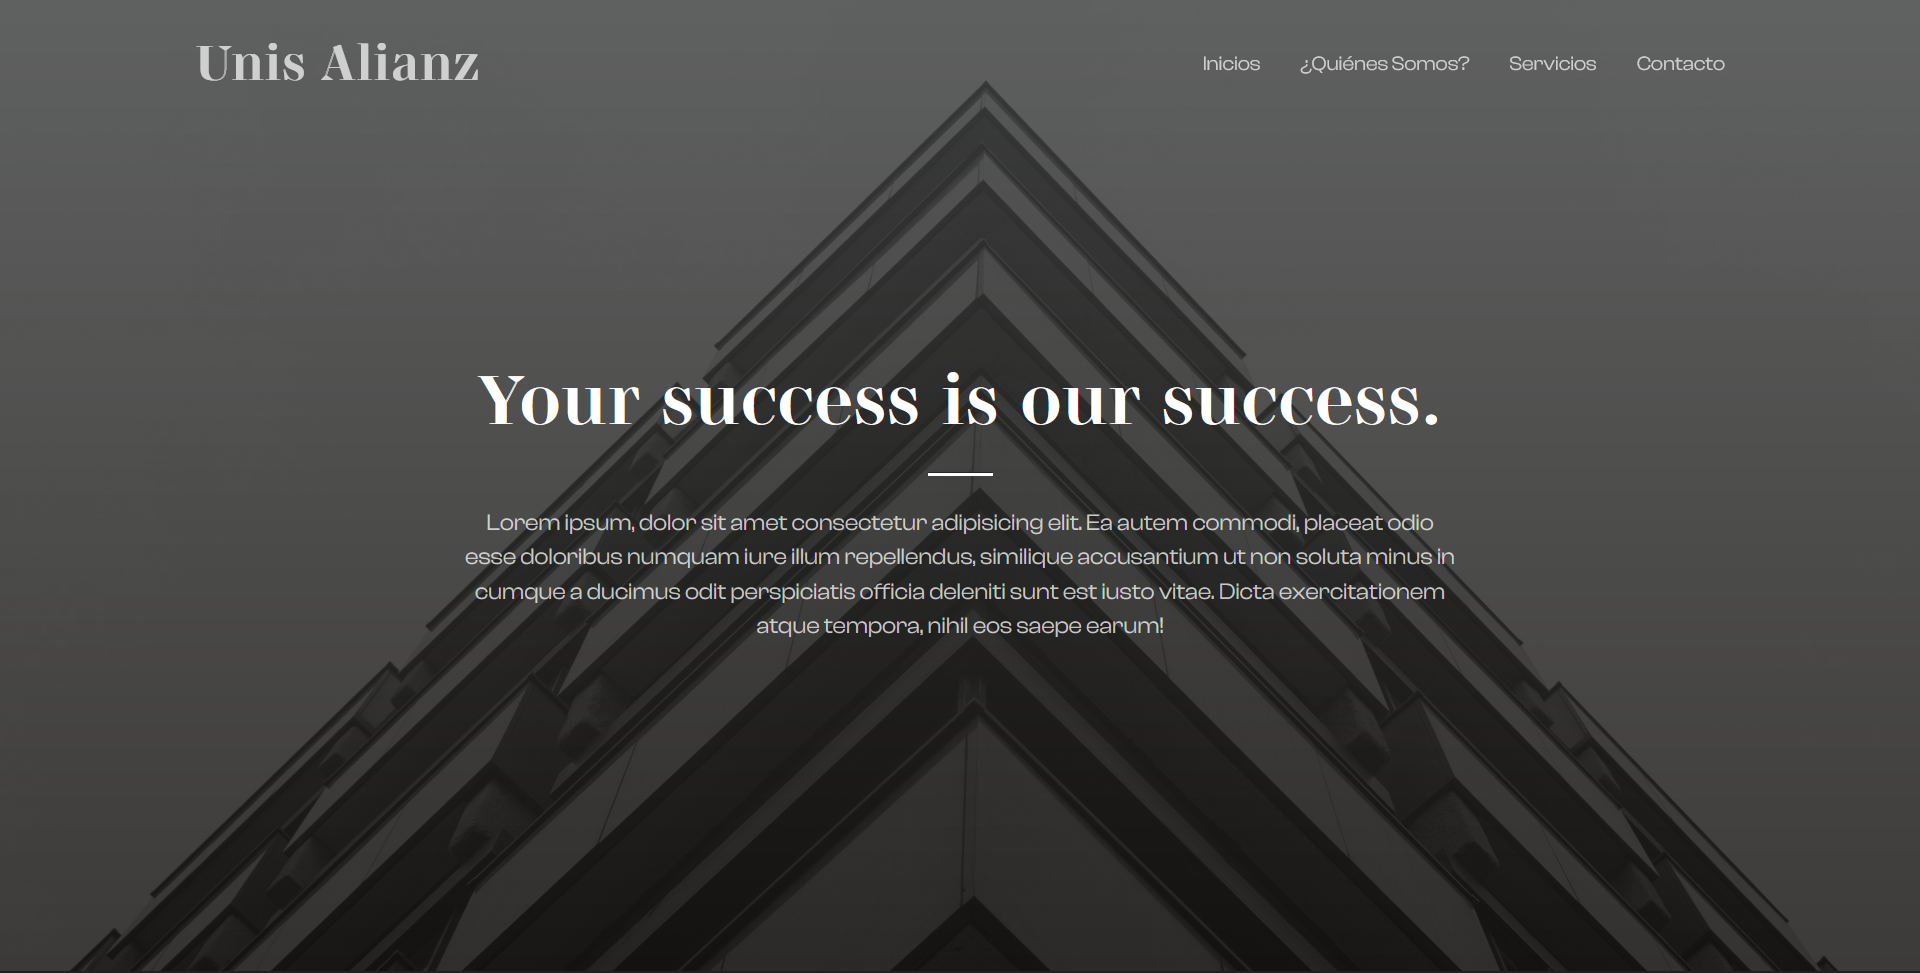 Unis Alianz
Inicios ¿Quiénes Somos? Servicios Contacto
Your success is our success.
Lorem ipsum, dolor sit amet consectetur adipisicing elit. Ea autem commodi, placeat odio
esse doloribus numquam iure illum repellendus, similique accusantium ut non soluta minus in
cumque a ducimus odit perspiciatis officia deleniti sunt est iusto vitae. Dicta exercitationem
atque tempora, nihil eos saepe earum!